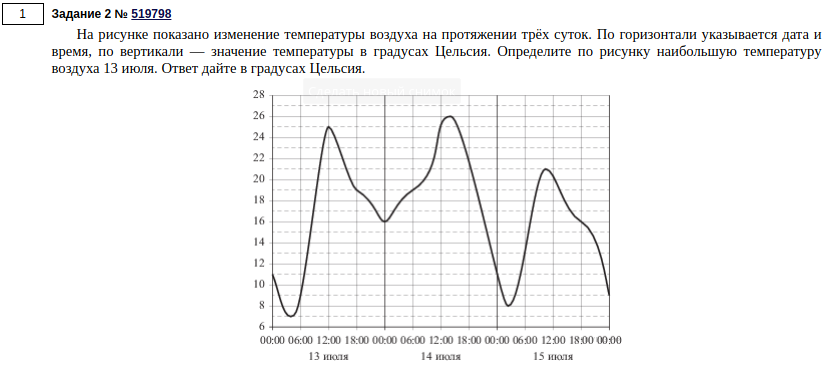 1
Задание 2 № 519798
На рисунке показано изменение температуры воздуха на протяжении трёх суток. По горизонтали указывается дата и
время, по вертикали — значение температуры в градусах Цельсия. Определите по рисунку наибольшую температуру
воздуха 13 июля. Ответ дайте в градусах Цельсия.
28
26
24
22
20
18
16
14
12
10
8
6
00:00 06:00 12:00 18:00 00:00 06:00 12:00 18:00 00:00 06:00 12:00 18:00 00:00
13 июля 14 июля 15 июля